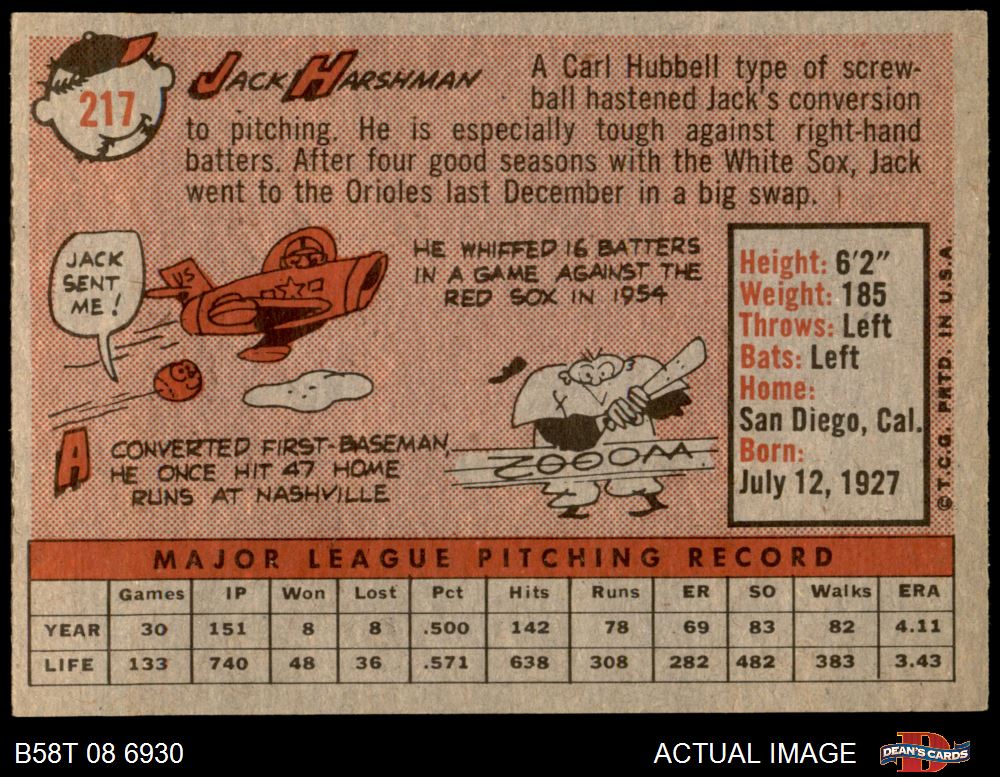 217
JACK HARSHMAN
A Carl Hubbell type of screw-
ball hastened Jack's conversion
to pitching. He is especially tough against right-hand
batters. After four good seasons with the White Sox, Jack
went to the Orioles last December in a big swap.
JACK
SENT
ME!
US
HE WHIFFED 16 BATTERS
IN A GAME AGAINST THE
RED SOX IN 1954
A CONVERTED FIRST-BASEMAN,
HE ONCE HIT 47 HOME
RUNS AT NASHVILLE
ZOOOM
Height: 6'2"
Weight: 185
Throws: Left
Bats: Left
Home:
San Diego, Cal.
Born:
July 12, 1927
© T.C.G. PRTD. IN U.S.A.
MAJOR LEAGUE PITCHING RECORD
Games IP Won Lost Pct Hits Runs ER SO Walks ERA
YEAR 30 151 8 8 .500 142 78 69 83 82 4.11
LIFE 133 740 48 36 .571 638 308 282 482 383 3.43
B58T 08 6930
ACTUAL IMAGE
D
DEAN'S CARDS